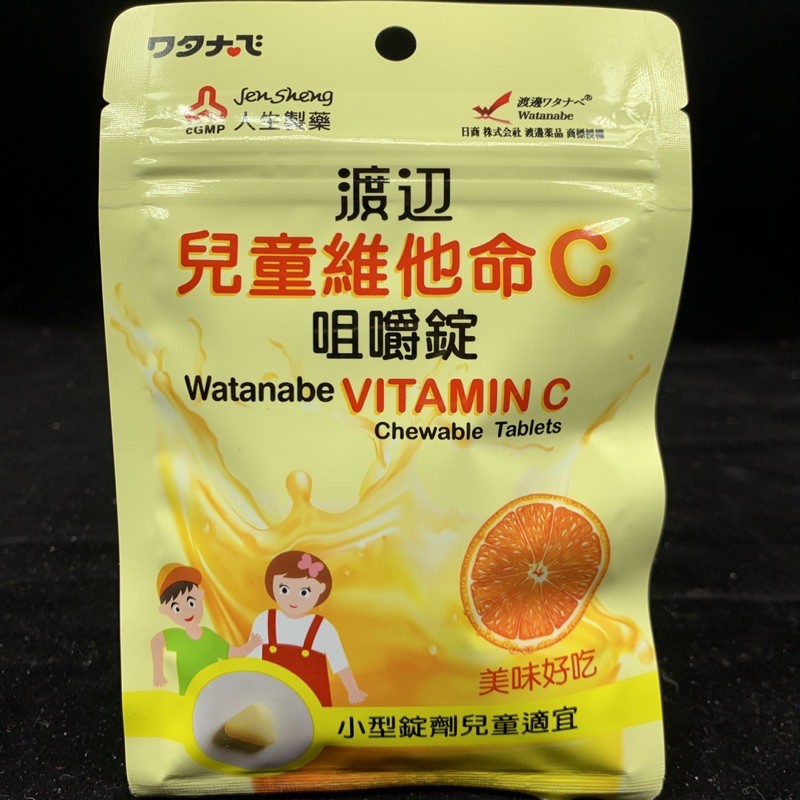 ワタナベ
Jen Sheng
人生製藥
cGMP
渡邊ワタナベ®
Watanabe
日商 株式会社 渡邊薬品 商標授權
渡辺
兒童維他命C
咀嚼錠
Watanabe VITAMIN C
Chewable Tablets
美味好吃
小型錠劑兒童適宜